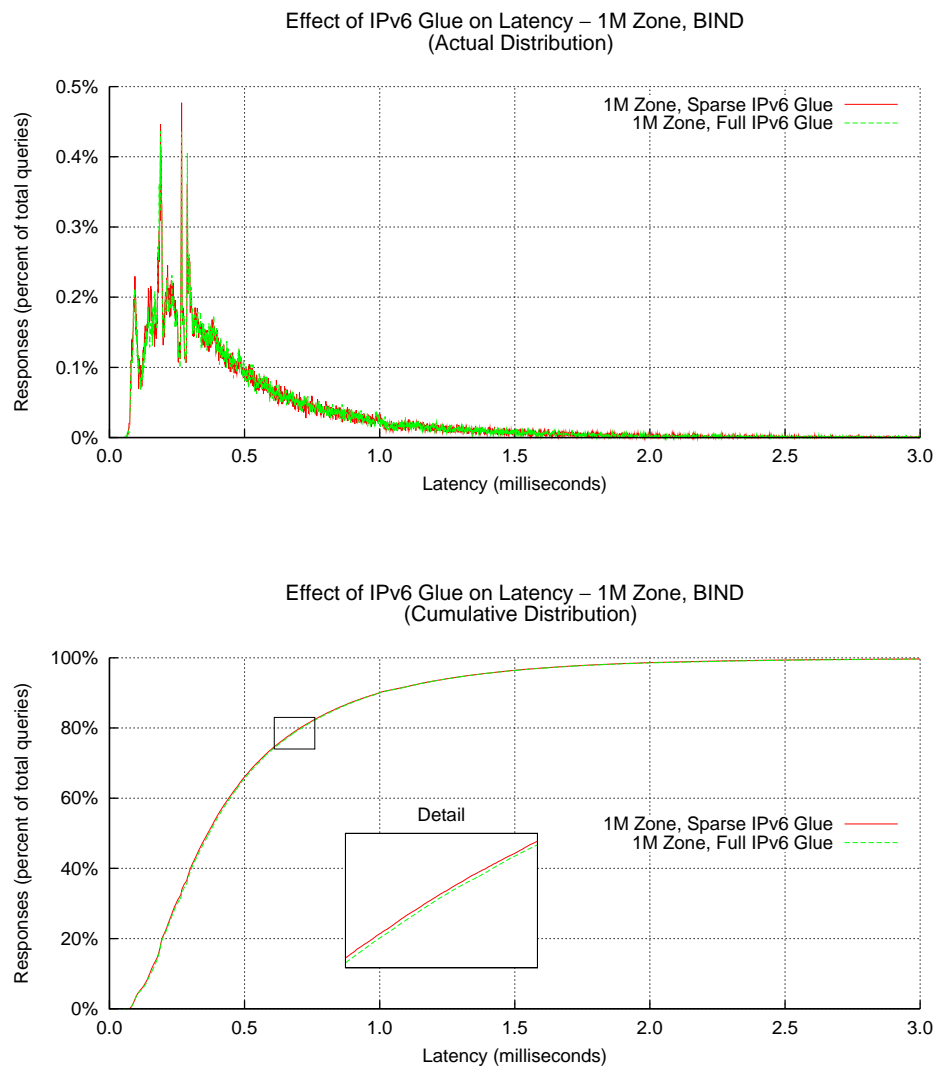 Effect of IPv6 Glue on Latency – 1M Zone, BIND
(Actual Distribution)
Responses (percent of total queries)
0.5%
0.4%
0.3%
0.2%
0.1%
0%
1M Zone, Sparse IPv6 Glue
1M Zone, Full IPv6 Glue
0.0 0.5 1.0 1.5 2.0 2.5 3.0
Latency (milliseconds)
Effect of IPv6 Glue on Latency – 1M Zone, BIND
(Cumulative Distribution)
Responses (percent of total queries)
100%
80%
60%
40%
20%
0%
Detail
1M Zone, Sparse IPv6 Glue
1M Zone, Full IPv6 Glue
0.0 0.5 1.0 1.5 2.0 2.5 3.0
Latency (milliseconds)